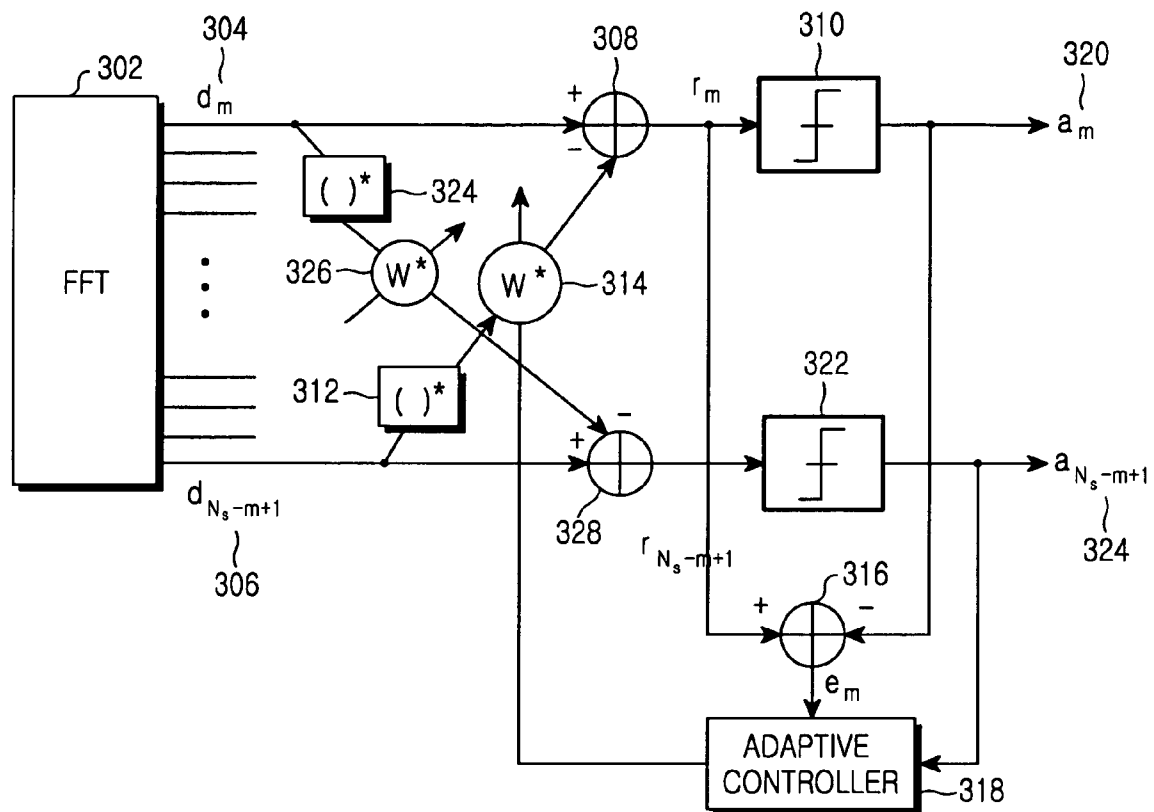 304
308
310
320
302
d_m
+
-
r_m
a_m
( )*
324
326
W*
W*
314
FFT
312
( )*
322
-
+
d_{N_s-m+1}
328
r_{N_s-m+1}
a_{N_s-m+1}
324
306
316
+
-
e_m
ADAPTIVE
CONTROLLER
318